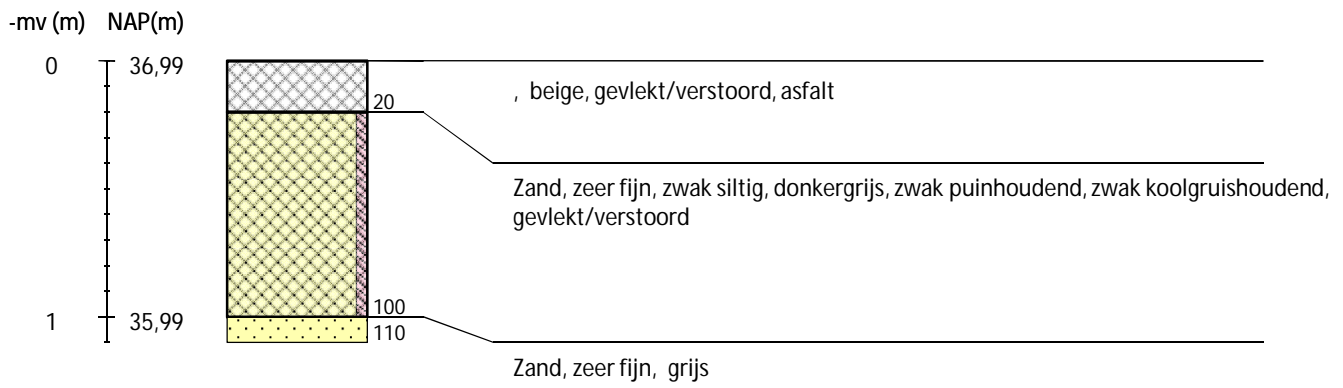 -mv (m) NAP(m)
0 36,99
, beige, gevlekt/verstoord, asfalt
20
Zand, zeer fijn, zwak siltig, donkergrijs, zwak puinhoudend, zwak koolgruishoudend,
gevlekt/verstoord
100
1 35,99
110
Zand, zeer fijn, grijs